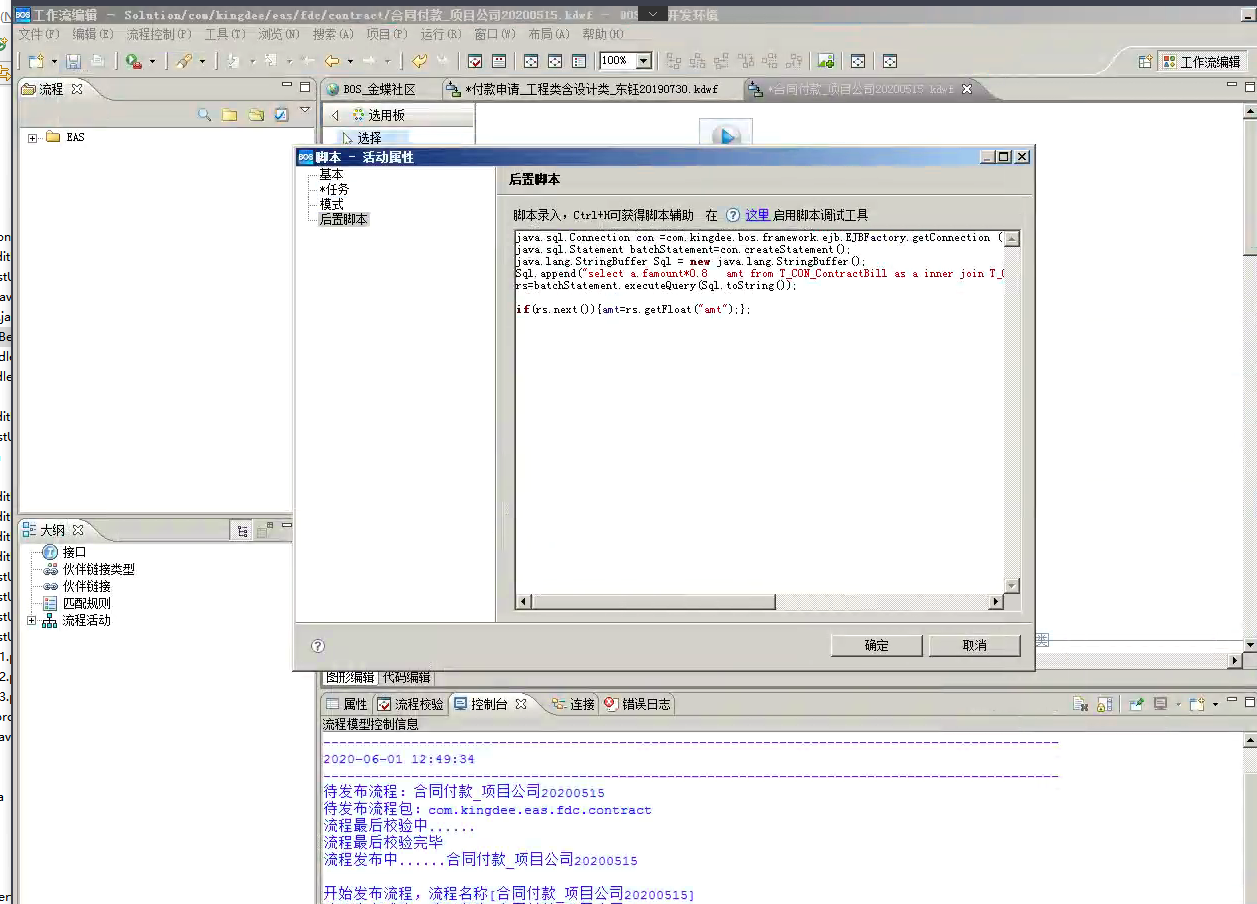 工作流编辑 - Solution/com/kingdee/eas/fdc/contract/合同付款_项目公司20200515.kdwf - BOS 开发环境
文件(F) 编辑(E) 流程控制(P) 工具(T) 浏览(N) 搜索(A) 项目(P) 运行(R) 窗口(W) 布局(A) 帮助(H)
100%
工作流编辑
流程
BOS_金蝶社区
*付款申请_工程类含设计类_东钰20190730.kdwf
*合同付款_项目公司20200515.kdwf
选用板
选择
EAS
脚本 - 活动属性
基本
*任务
模式
后置脚本
后置脚本
脚本录入，Ctrl+H可获得脚本辅助 在 这里 启用脚本调试工具
java.sql.Connection con =com.kingdee.bos.framework.ejb.EJBFactory.getConnection (
java.sql.Statement batchStatement=con.createStatement();
java.lang.StringBuffer Sql = new java.lang.StringBuffer();
Sql.append("select a.famount*0.8 amt from T_CON_ContractBill as a inner join T_
rs=batchStatement.executeQuery(Sql.toString());
if(rs.next()){amt=rs.getFloat("amt");};
确定
取消
大纲
接口
伙伴链接类型
伙伴链接
匹配规则
流程活动
图形编辑 代码编辑
属性 流程校验 控制台 连接 错误日志
流程模型控制信息
2020-06-01 12:49:34
待发布流程：合同付款_项目公司20200515
待发布流程包：com.kingdee.eas.fdc.contract
流程最后校验中......
流程最后校验完毕
流程发布中......合同付款_项目公司20200515
开始发布流程，流程名称[合同付款_项目公司20200515]